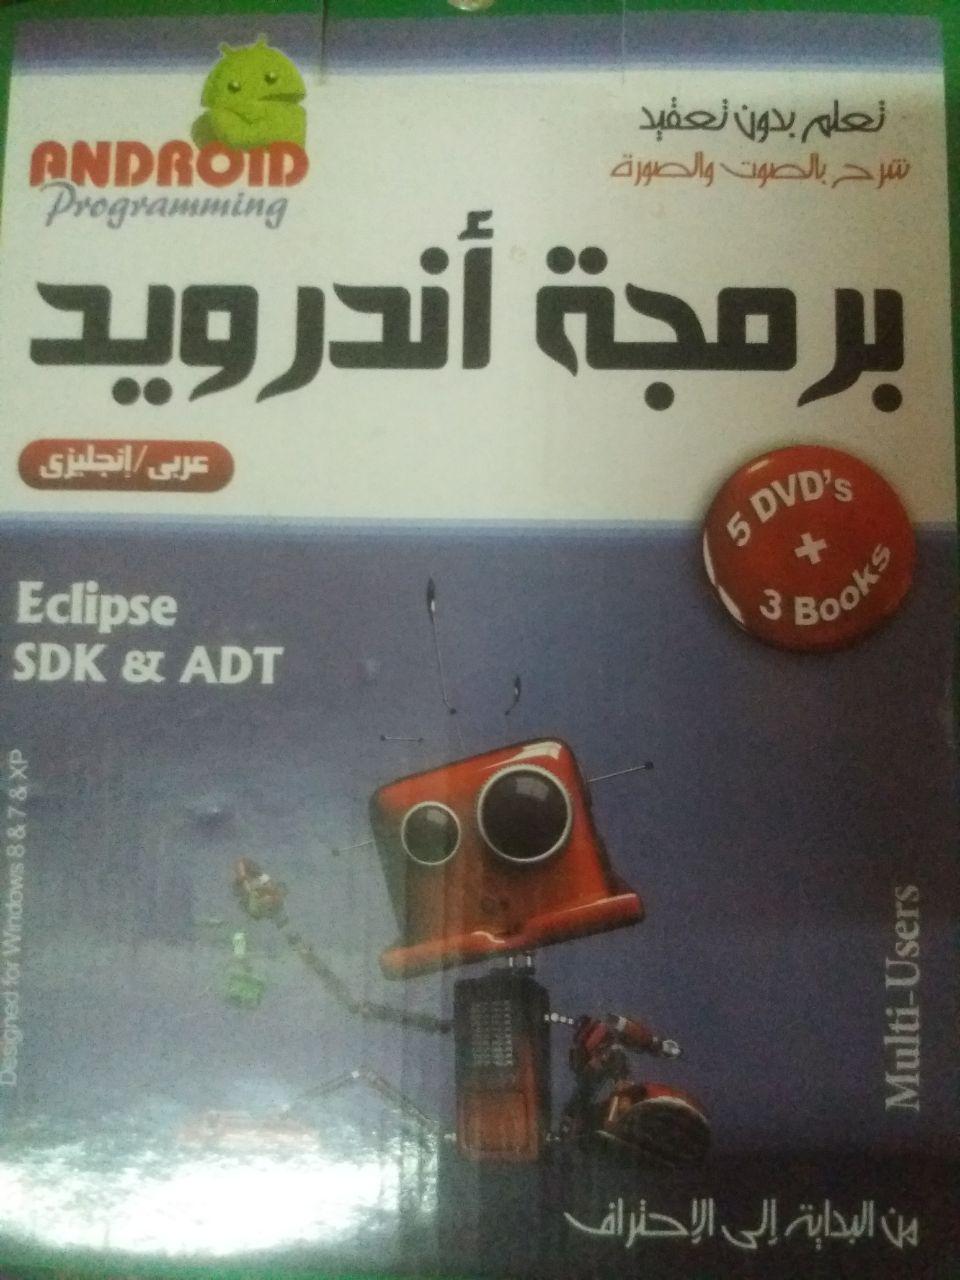 تعلم بدون تعقيد
شرح بالصوت والصورة
ANDROID
Programming
برمجة أندرويد
عربى/إنجليزى
5 DVD's
+
3 Books
Eclipse
SDK & ADT
Designed for Windows 8 & 7 & XP
Multi-Users
من البداية إلى الإحتراف